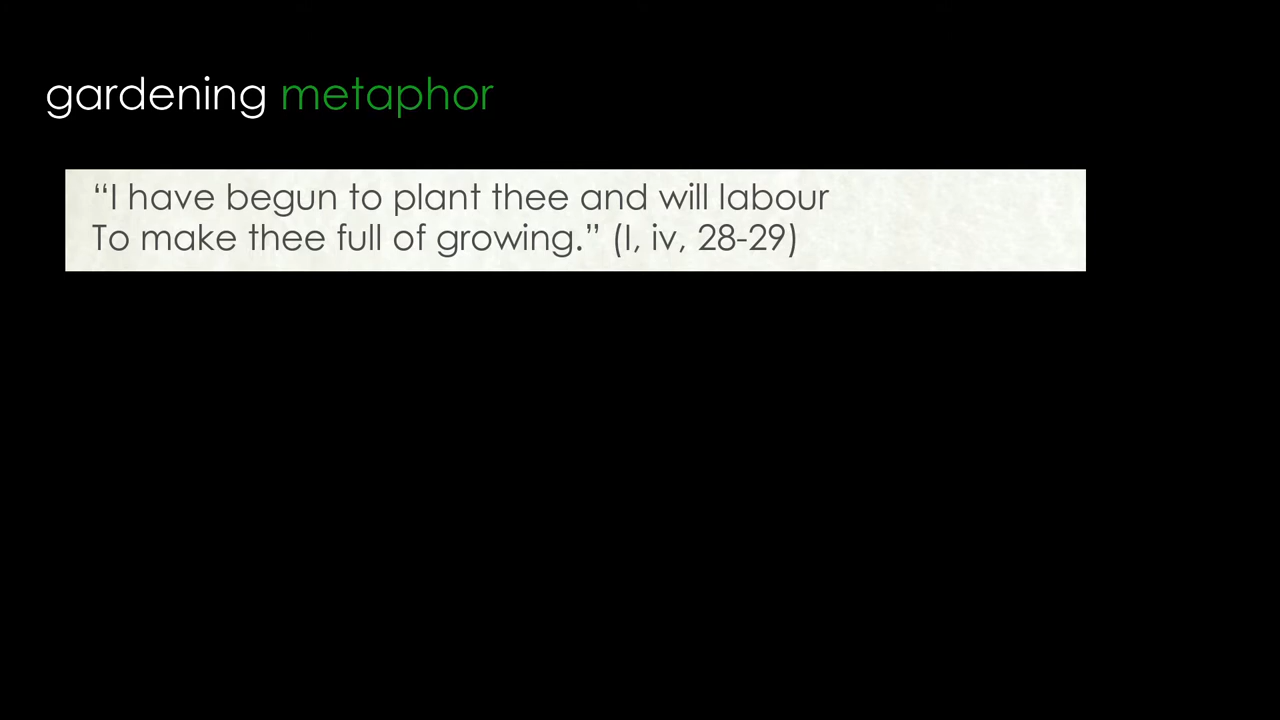 gardening metaphor
“I have begun to plant thee and will labour
To make thee full of growing.” (I, iv, 28-29)